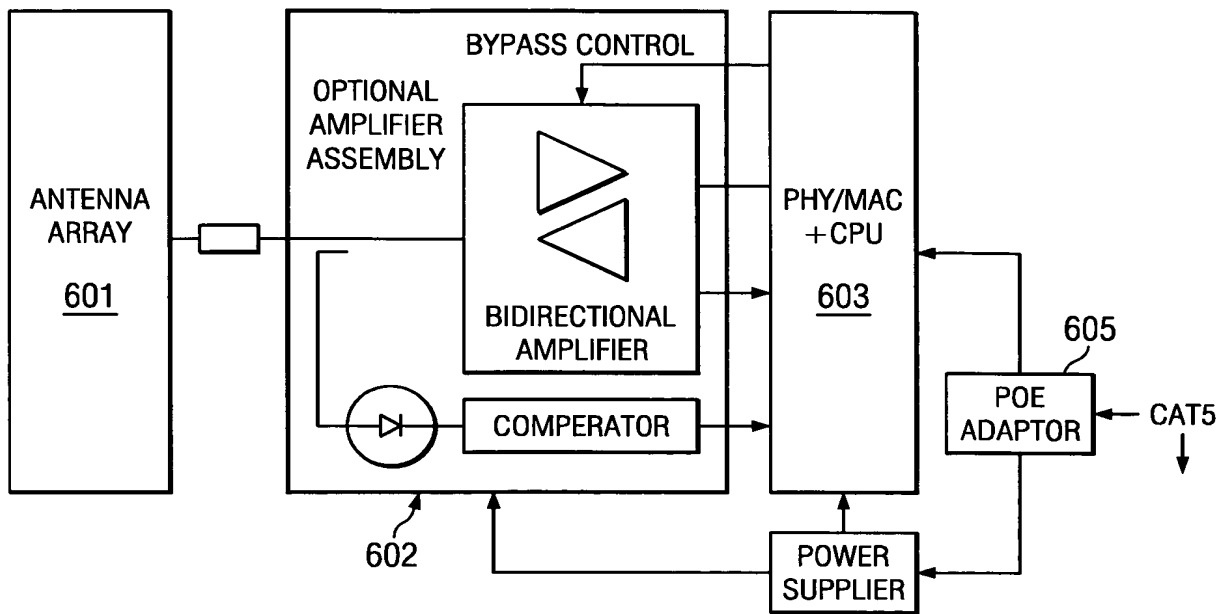 ANTENNA
ARRAY
601
OPTIONAL
AMPLIFIER
ASSEMBLY
BYPASS CONTROL
BIDIRECTIONAL
AMPLIFIER
COMPERATOR
602
PHY/MAC
+CPU
603
605
POE
ADAPTOR
CAT5
POWER
SUPPLIER